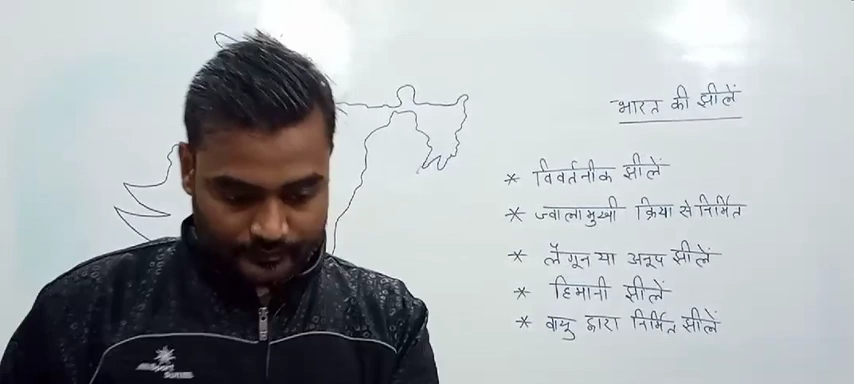 भारत की झीलें
* विवर्तनीक झीलें
* ज्वालामुखी क्रिया से निर्मित
* लैगून या अनूप झीलें
* हिमानी झीलें
* वायु द्वारा निर्मित झीलें